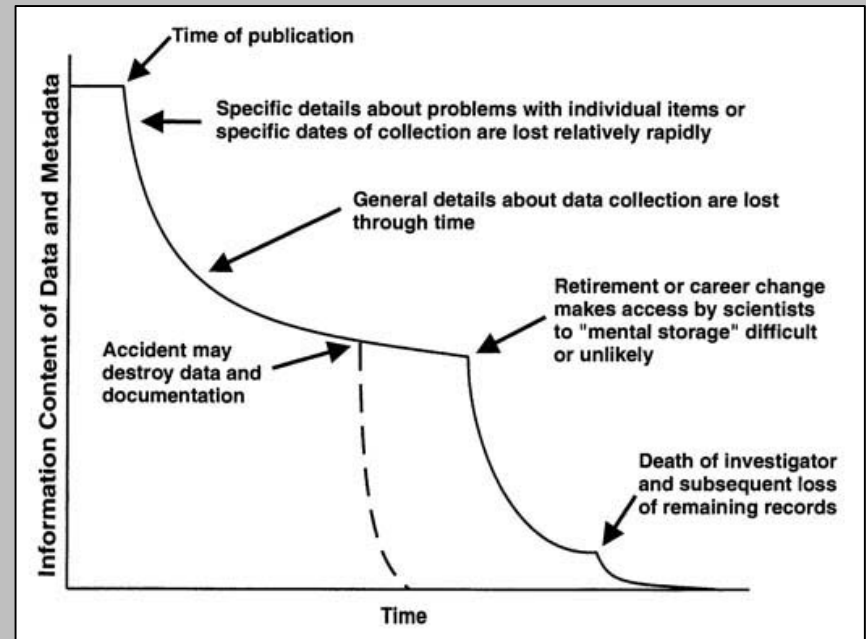 Time of publication
Specific details about problems with individual items or
specific dates of collection are lost relatively rapidly
General details about data collection are lost
through time
Retirement or career change
makes access by scientists
to "mental storage" difficult
or unlikely
Accident may
destroy data and
documentation
Death of investigator
and subsequent loss
of remaining records
Information Content of Data and Metadata
Time